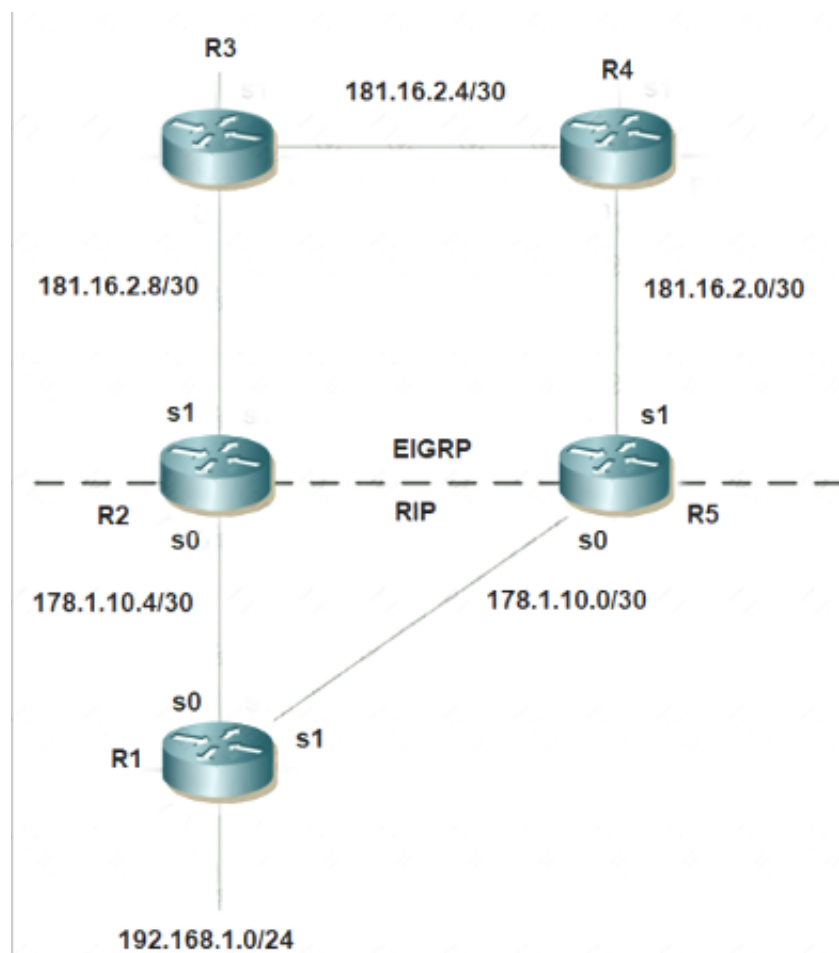 R3
R4
181.16.2.4/30
181.16.2.8/30
181.16.2.0/30
s1
s1
EIGRP
R2
RIP
R5
s0
s0
178.1.10.4/30
178.1.10.0/30
s0
s1
R1
192.168.1.0/24